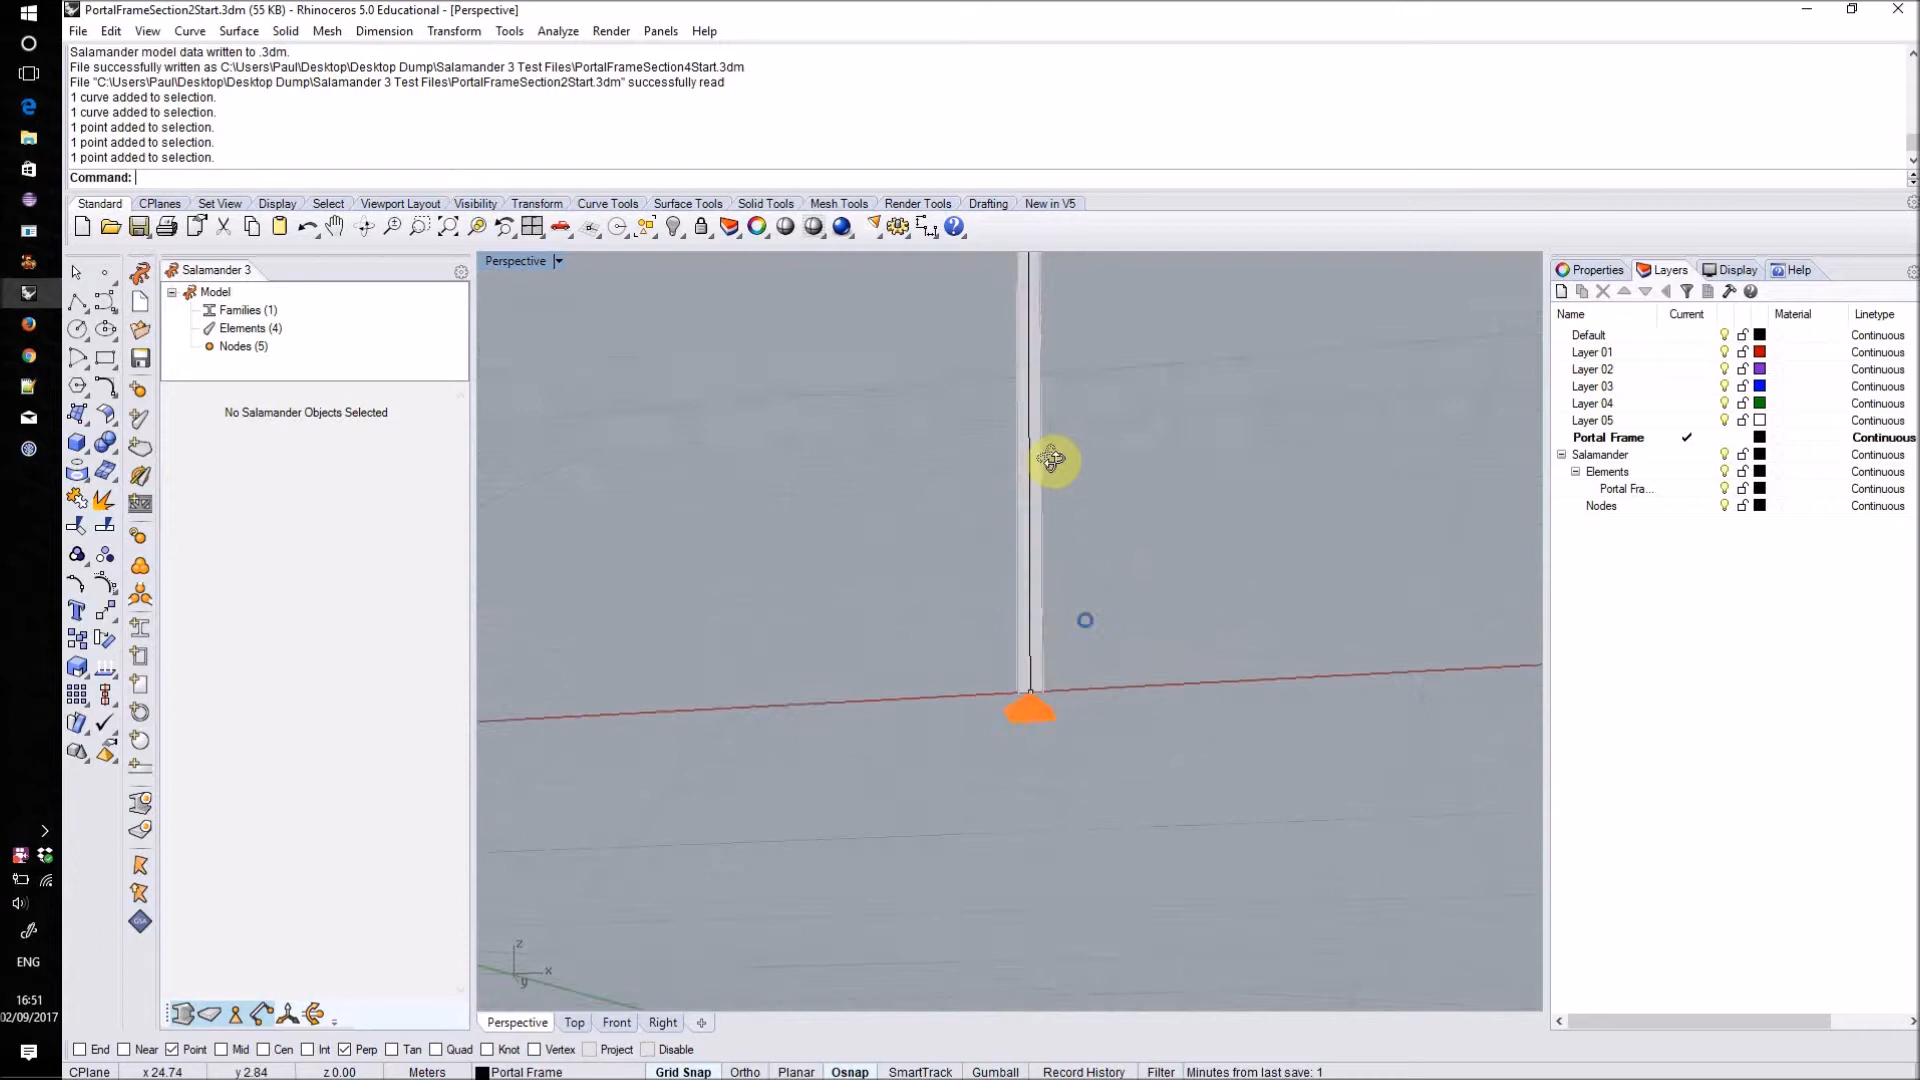 PortalFrameSection2Start.3dm (55 KB) - Rhinoceros 5.0 Educational - [Perspective]
File Edit View Curve Surface Solid Mesh Dimension Transform Tools Analyze Render Panels Help
Salamander model data written to .3dm.
File successfully written as C:\Users\Paul\Desktop\Desktop Dump\Salamander 3 Test Files\PortalFrameSection4Start.3dm
File "C:\Users\Paul\Desktop\Desktop Dump\Salamander 3 Test Files\PortalFrameSection2Start.3dm" successfully read
1 curve added to selection.
1 curve added to selection.
1 point added to selection.
1 point added to selection.
1 point added to selection.
Command:
Standard CPlanes Set View Display Select Viewport Layout Visibility Transform Curve Tools Surface Tools Solid Tools Mesh Tools Render Tools Drafting New in V5
Salamander 3
Model
Families (1)
Elements (4)
Nodes (5)
No Salamander Objects Selected
Perspective
Properties Layers Display Help
Name Current Material Linetype
Default Continuous
Layer 01 Continuous
Layer 02 Continuous
Layer 03 Continuous
Layer 04 Continuous
Layer 05 Continuous
Portal Frame Continuous
Salamander Continuous
Elements Continuous
Portal Fra... Continuous
Nodes Continuous
z
x
y
GSA
ENG
16:51
02/09/2017
Perspective Top Front Right
End Near Point Mid Cen Int Perp Tan Quad Knot Vertex Project Disable
CPlane x 24.74 y 2.84 z 0.00 Meters Portal Frame Grid Snap Ortho Planar Osnap SmartTrack Gumball Record History Filter Minutes from last save: 1